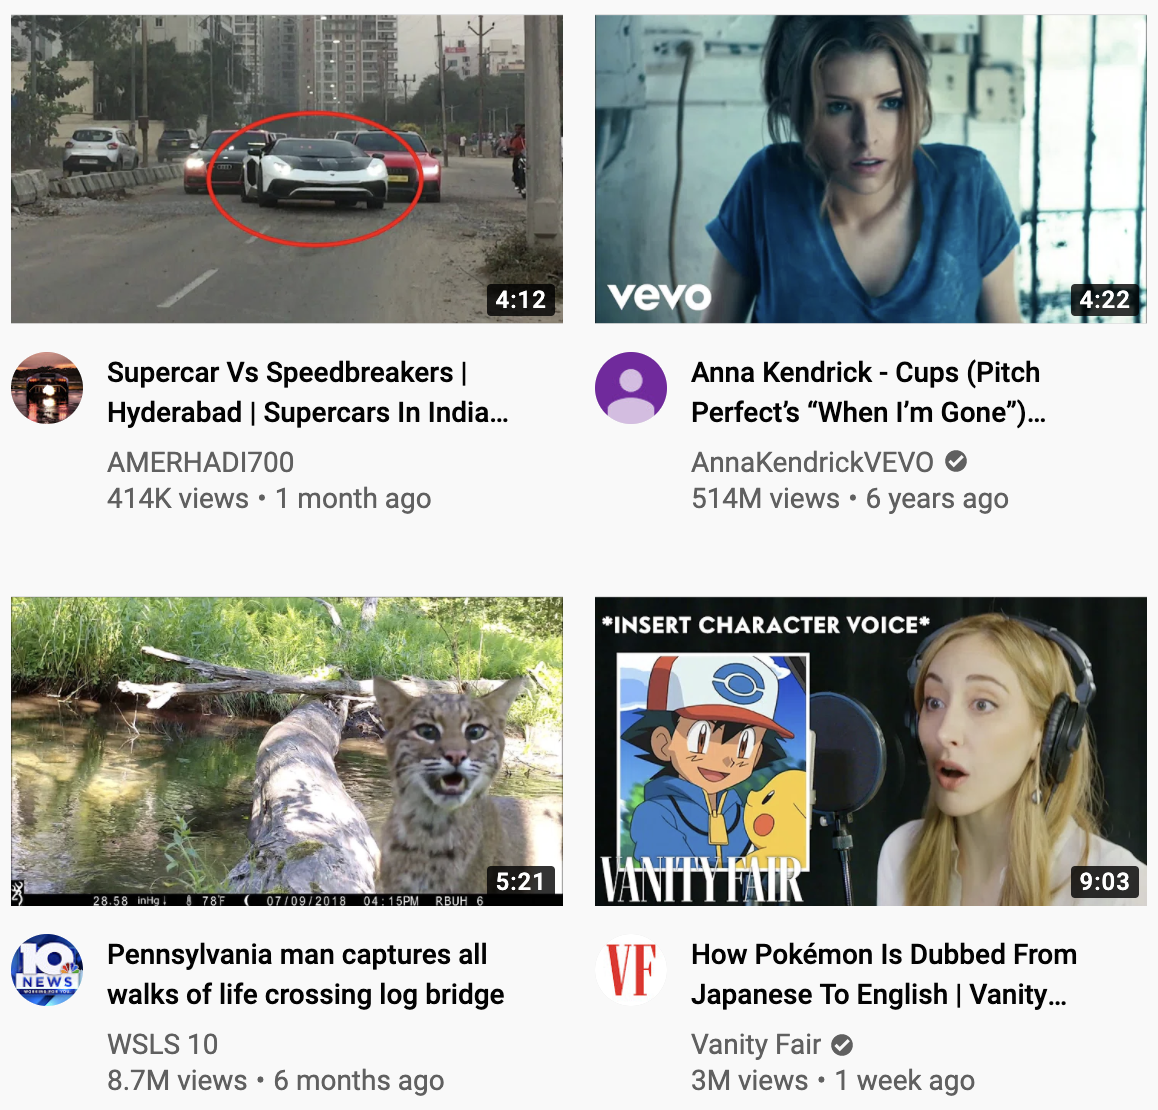 4:12
vevo
4:22
Supercar Vs Speedbreakers |
Hyderabad | Supercars In India...
AMERHADI700
414K views • 1 month ago
Anna Kendrick - Cups (Pitch
Perfect’s “When I’m Gone”)...
AnnaKendrickVEVO
514M views • 6 years ago
28.58 inHg↓ 78°F 07/09/2018 04:15PM RBUH 6
5:21
*INSERT CHARACTER VOICE*
VANITY FAIR
9:03
10
NEWS
WORKING FOR YOU
Pennsylvania man captures all
walks of life crossing log bridge
WSLS 10
8.7M views • 6 months ago
VF
How Pokémon Is Dubbed From
Japanese To English | Vanity...
Vanity Fair
3M views • 1 week ago